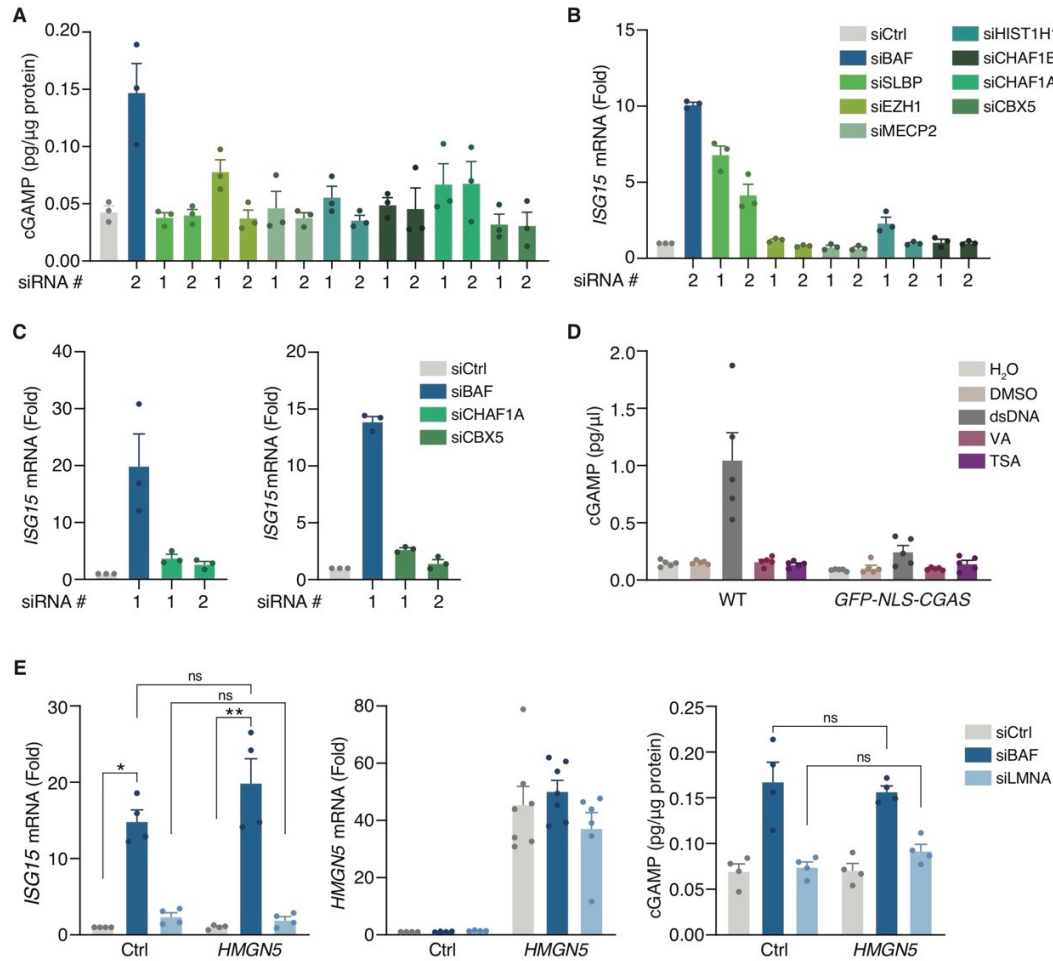 A
cGAMP (pg/µg protein)
0.20
0.15
0.10
0.05
0.00
siRNA # 2 1 2 1 2 1 2 1 2 1 2 1 2 1 2
B
ISG15 mRNA (Fold)
15
10
5
0
siRNA # 2 1 2 1 2 1 2 1 2 1 2
siCtrl
siBAF
siSLBP
siEZH1
siMECP2
siHIST1H1
siCHAF1B
siCHAF1A
siCBX5
C
ISG15 mRNA (Fold)
40
30
20
10
0
siRNA # 1 1 2
ISG15 mRNA (Fold)
20
15
10
5
0
siRNA # 1 1 2
siCtrl
siBAF
siCHAF1A
siCBX5
D
cGAMP (pg/µl)
2.0
1.5
1.0
0.5
0.0
WT GFP-NLS-CGAS
H₂O
DMSO
dsDNA
VA
TSA
E
ISG15 mRNA (Fold)
30
20
10
0
ns
ns
**
*
Ctrl HMGN5
HMGN5 mRNA (Fold)
80
60
40
20
0
Ctrl HMGN5
cGAMP (pg/µg protein)
0.25
0.20
0.15
0.10
0.05
0.00
ns
ns
Ctrl HMGN5
siCtrl
siBAF
siLMNA